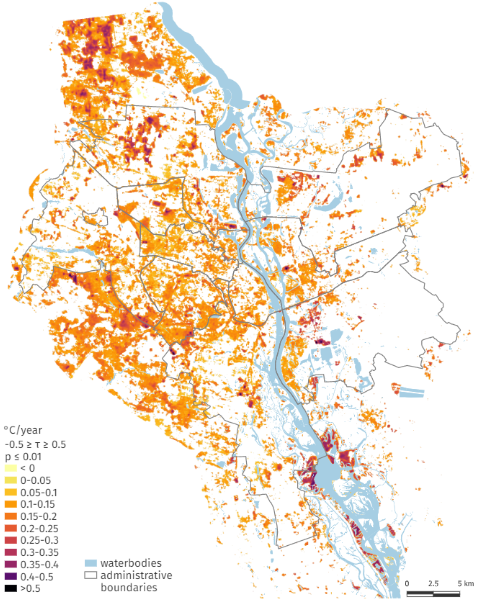 °C/year
-0.5 ≥ τ ≥ 0.5
p ≤ 0.01
< 0
0-0.05
0.05-0.1
0.1-0.15
0.15-0.2
0.2-0.25
0.25-0.3
0.3-0.35
0.35-0.4
0.4-0.5
>0.5
waterbodies
administrative
boundaries
0 2.5 5 km